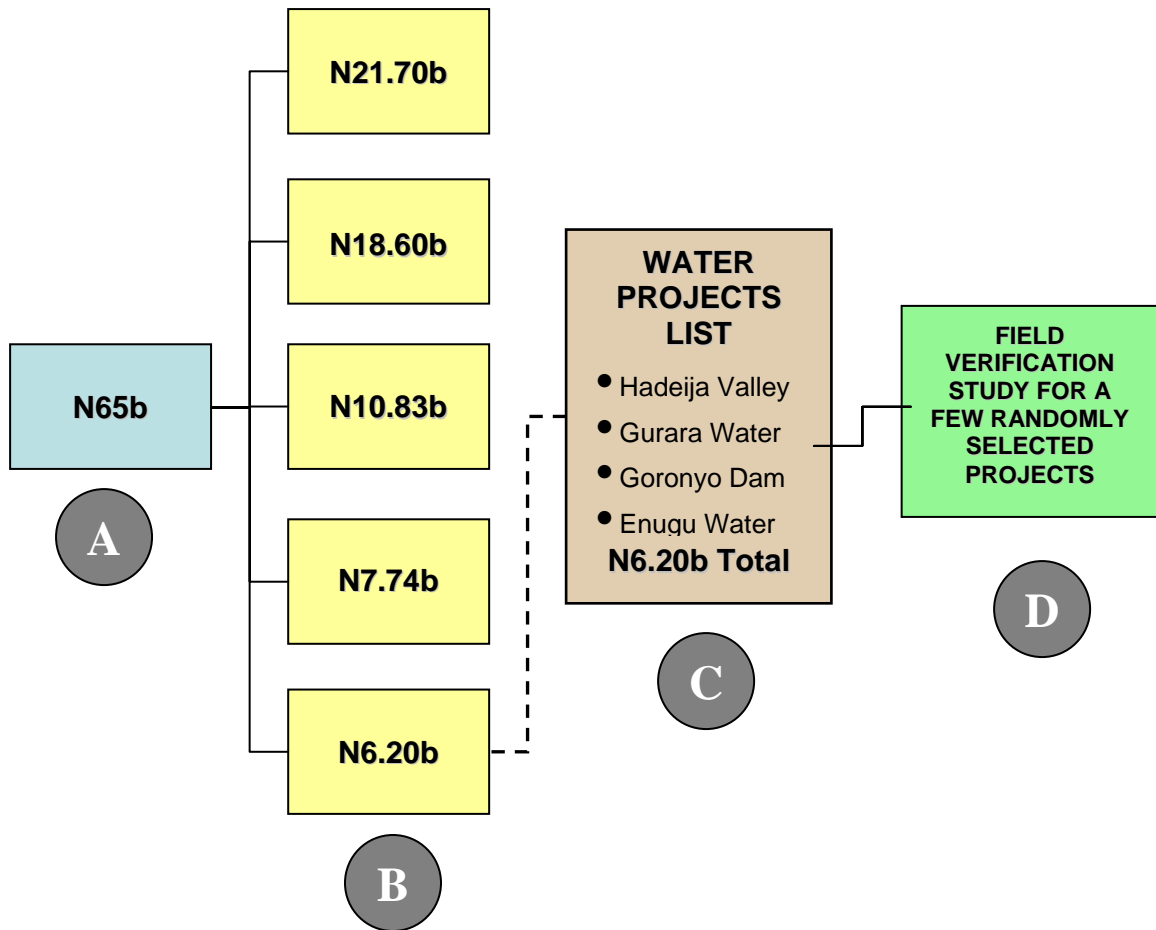 N21.70b
N18.60b
N10.83b
N7.74b
N6.20b
N65b
A
B
WATER
PROJECTS
LIST
• Hadeija Valley
• Gurara Water
• Goronyo Dam
• Enugu Water
N6.20b Total
C
FIELD
VERIFICATION
STUDY FOR A
FEW RANDOMLY
SELECTED
PROJECTS
D